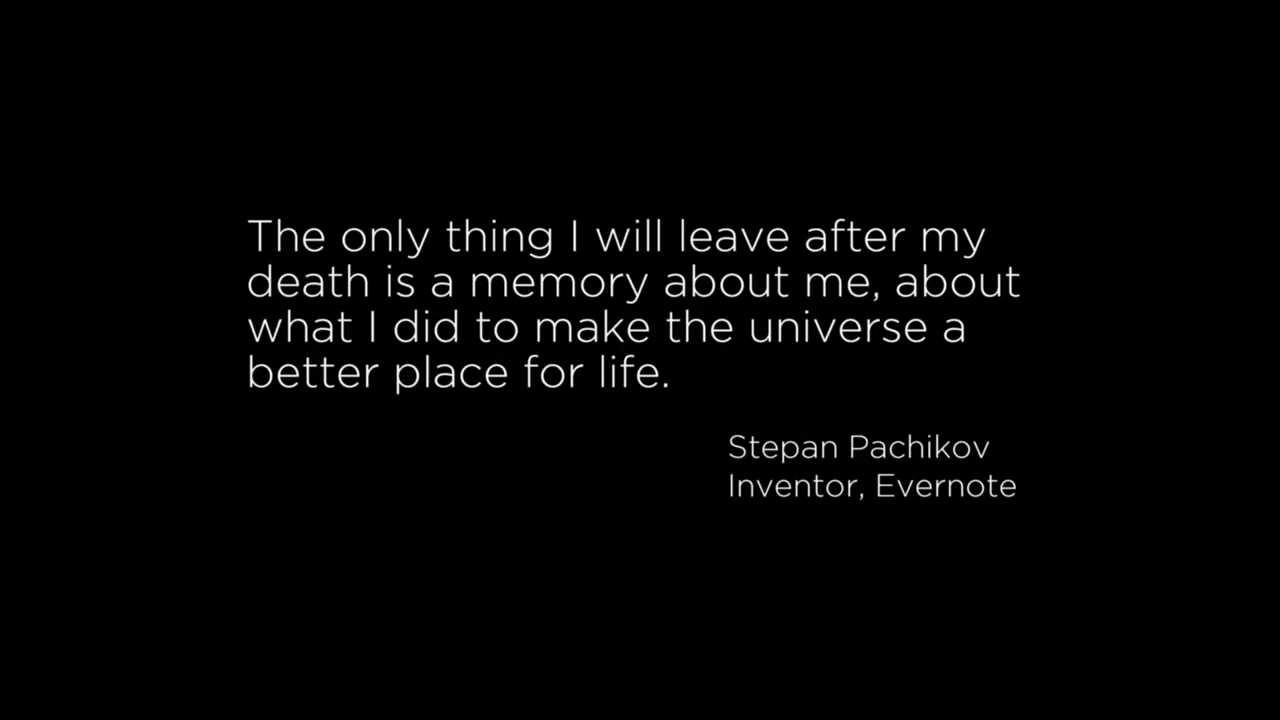 The only thing I will leave after my
death is a memory about me, about
what I did to make the universe a
better place for life.
Stepan Pachikov
Inventor, Evernote